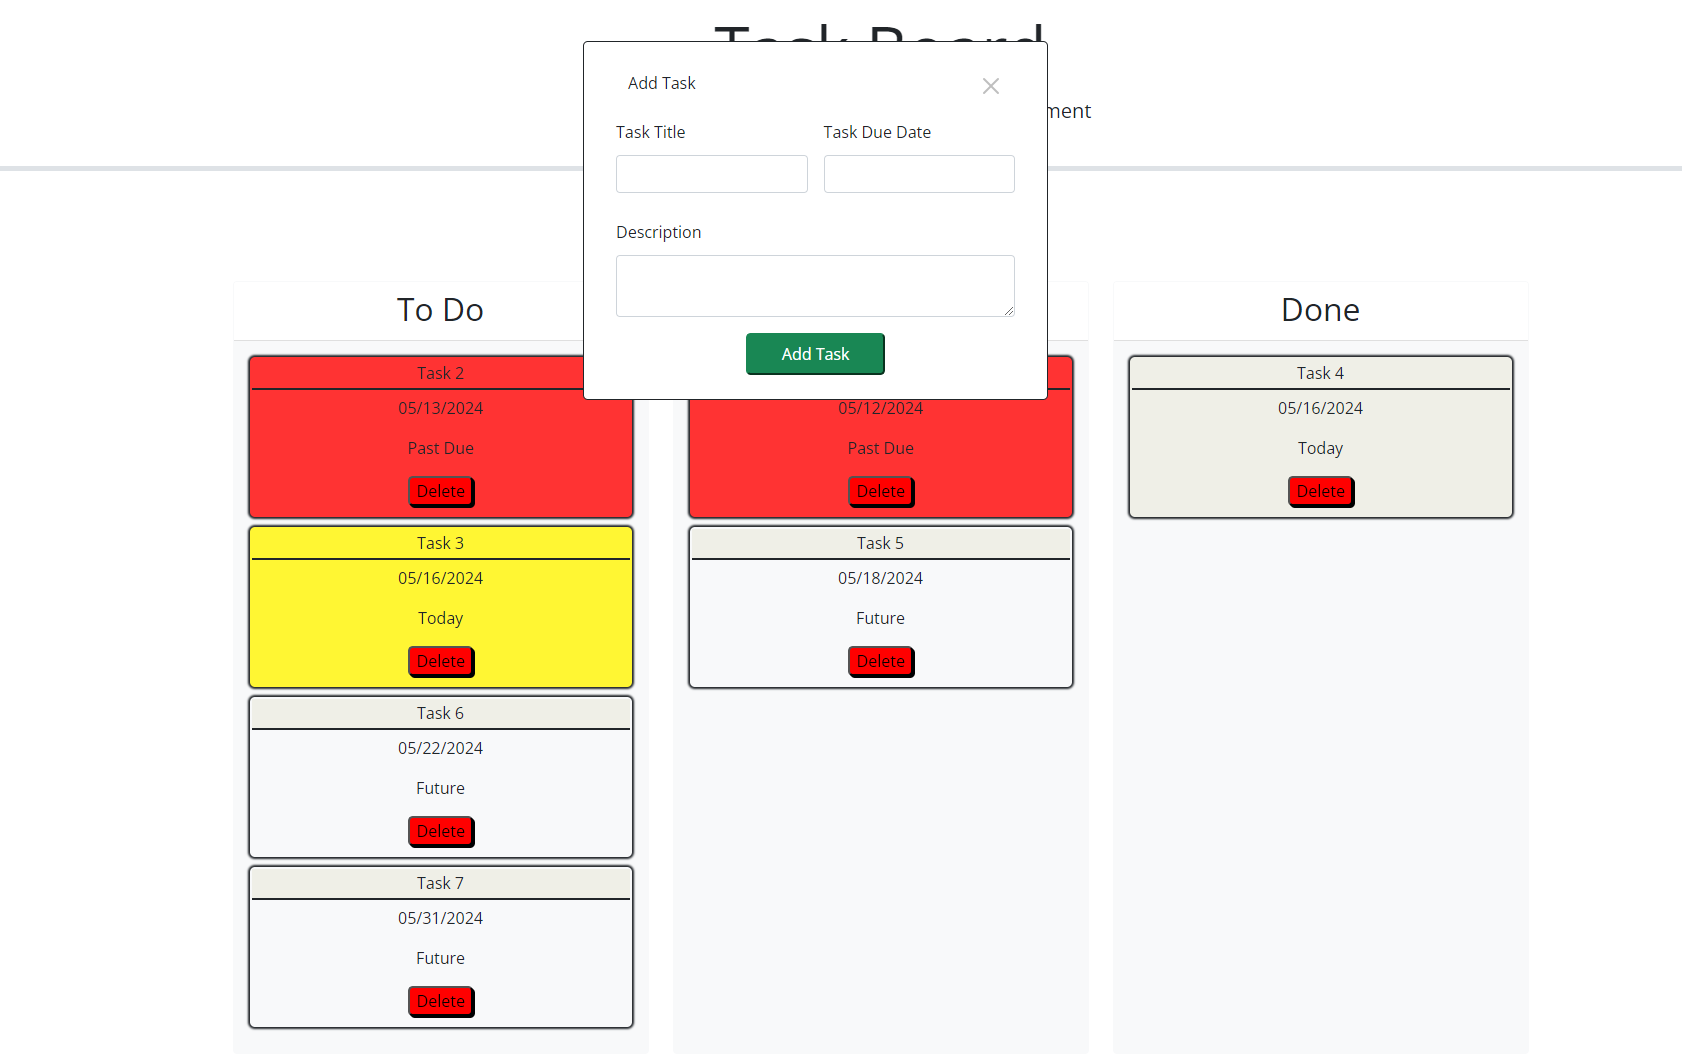 Task Board
ment
Add Task
Task Title
Task Due Date
Description
Add Task
To Do
Task 2
05/13/2024
Past Due
Delete
Task 3
05/16/2024
Today
Delete
Task 6
05/22/2024
Future
Delete
Task 7
05/31/2024
Future
Delete
05/12/2024
Past Due
Delete
Task 5
05/18/2024
Future
Delete
Done
Task 4
05/16/2024
Today
Delete